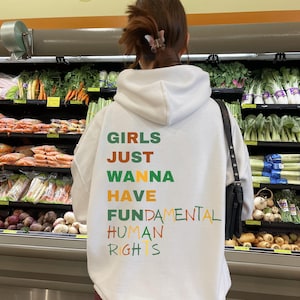 GIRLS
JUST
WANNA
HAVE
FUNDAMENTAL
HUMAN
RIGHTS